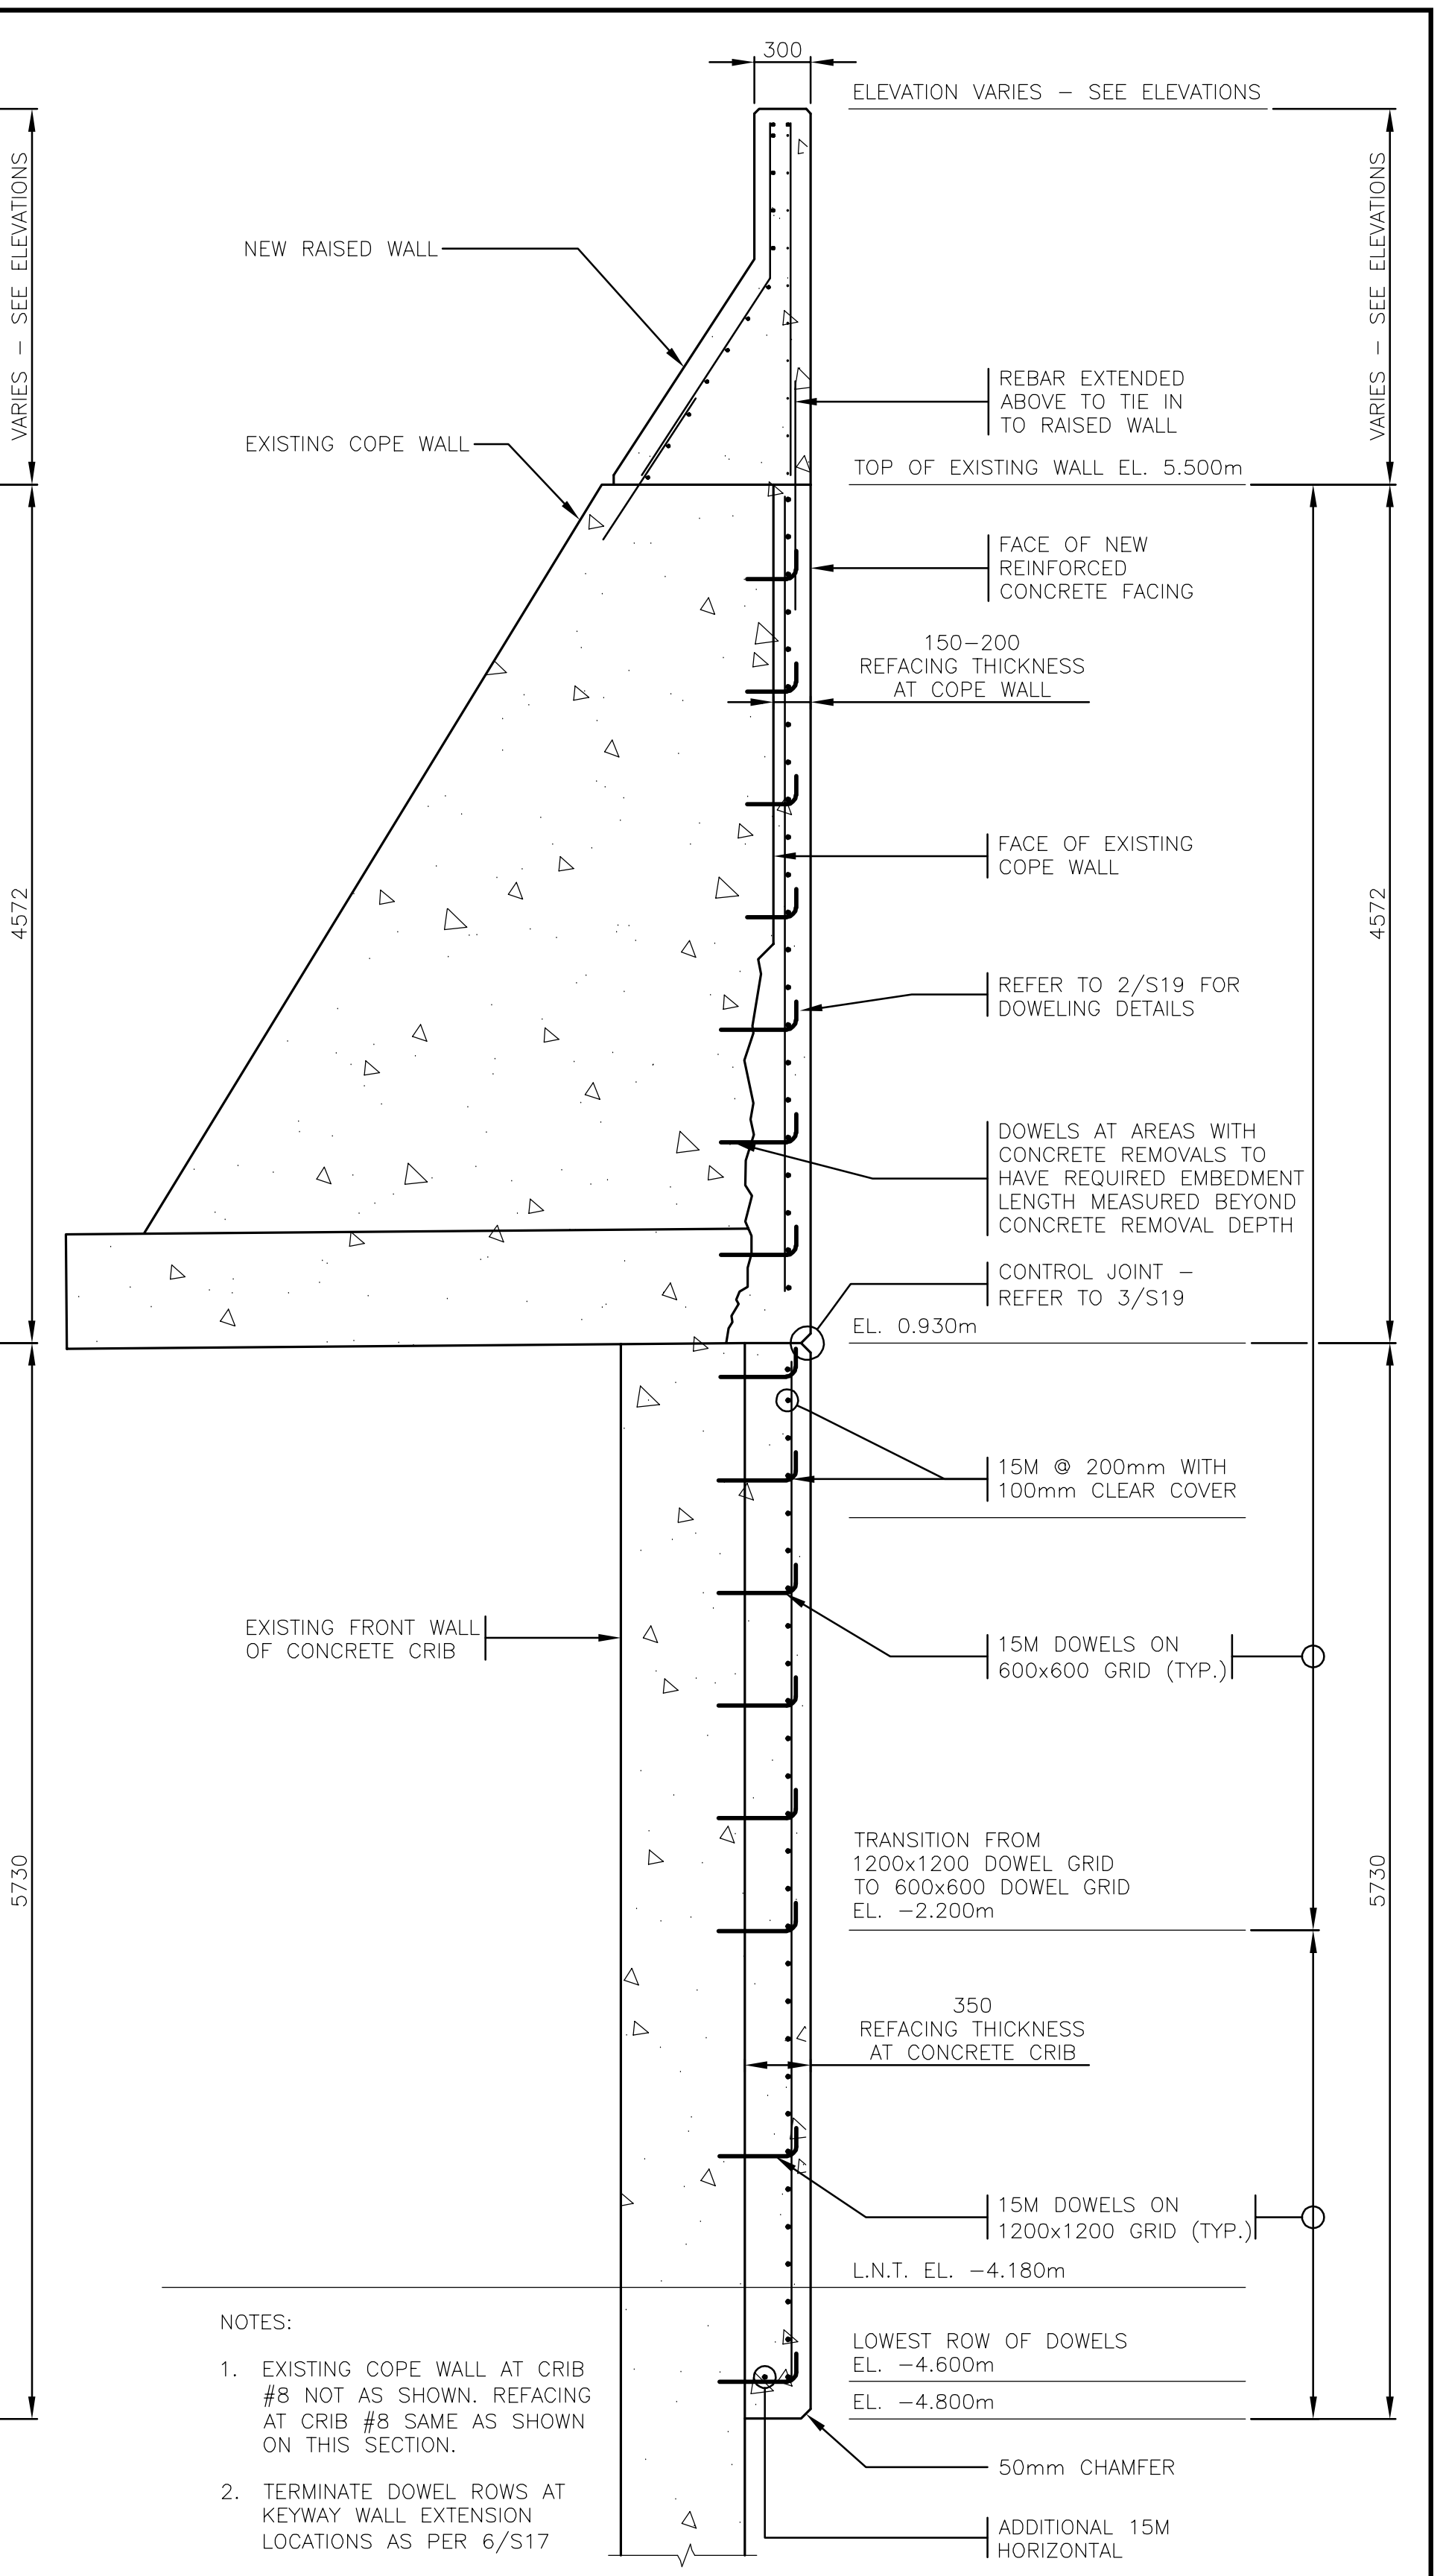 300
ELEVATION VARIES - SEE ELEVATIONS
VARIES - SEE ELEVATIONS
VARIES - SEE ELEVATIONS
NEW RAISED WALL
REBAR EXTENDED
ABOVE TO TIE IN
TO RAISED WALL
EXISTING COPE WALL
TOP OF EXISTING WALL EL. 5.500m
FACE OF NEW
REINFORCED
CONCRETE FACING
150-200
REFACING THICKNESS
AT COPE WALL
FACE OF EXISTING
COPE WALL
4572
4572
REFER TO 2/S19 FOR
DOWELING DETAILS
DOWELS AT AREAS WITH
CONCRETE REMOVALS TO
HAVE REQUIRED EMBEDMENT
LENGTH MEASURED BEYOND
CONCRETE REMOVAL DEPTH
CONTROL JOINT -
REFER TO 3/S19
EL. 0.930m
15M @ 200mm WITH
100mm CLEAR COVER
EXISTING FRONT WALL
OF CONCRETE CRIB
15M DOWELS ON
600x600 GRID (TYP.)
TRANSITION FROM
1200x1200 DOWEL GRID
TO 600x600 DOWEL GRID
EL. -2.200m
5730
5730
350
REFACING THICKNESS
AT CONCRETE CRIB
15M DOWELS ON
1200x1200 GRID (TYP.)
L.N.T. EL. -4.180m
LOWEST ROW OF DOWELS
EL. -4.600m
EL. -4.800m
50mm CHAMFER
ADDITIONAL 15M
HORIZONTAL
NOTES:
1. EXISTING COPE WALL AT CRIB
#8 NOT AS SHOWN. REFACING
AT CRIB #8 SAME AS SHOWN
ON THIS SECTION.
2. TERMINATE DOWEL ROWS AT
KEYWAY WALL EXTENSION
LOCATIONS AS PER 6/S17